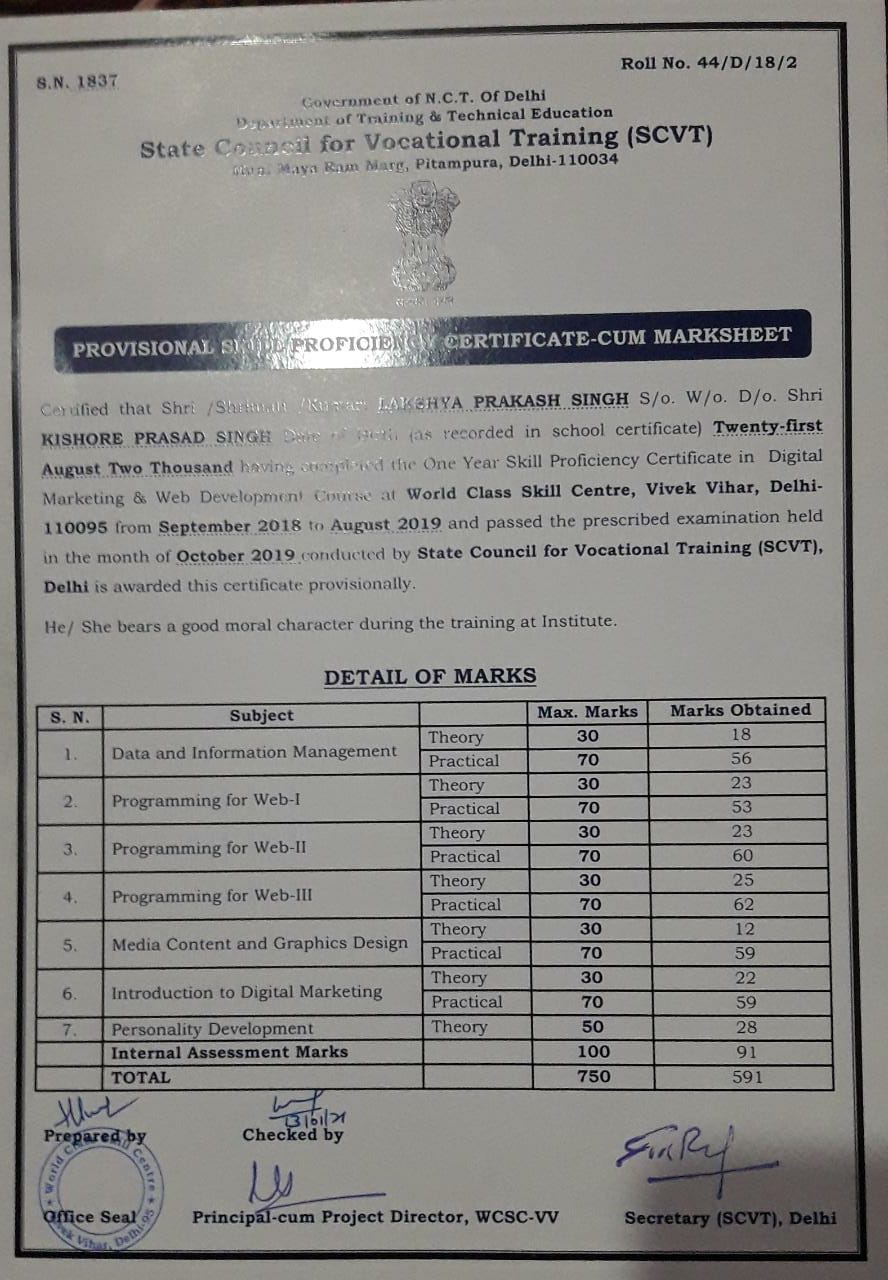 S.N. 1837
Roll No. 44/D/18/2
Government of N.C.T. Of Delhi
Department of Training & Technical Education
State Council for Vocational Training (SCVT)
Maya Ram Marg, Pitampura, Delhi-110034
PROVISIONAL SKILL PROFICIENCY CERTIFICATE-CUM MARKSHEET
Certified that Shri /Shrimati /Kumari LAKSHYA PRAKASH SINGH S/o. W/o. D/o. Shri
KISHORE PRASAD SINGH Date of Birth (as recorded in school certificate) Twenty-first
August Two Thousand having completed the One Year Skill Proficiency Certificate in Digital
Marketing & Web Development Course at World Class Skill Centre, Vivek Vihar, Delhi-
110095 from September 2018 to August 2019 and passed the prescribed examination held
in the month of October 2019 conducted by State Council for Vocational Training (SCVT),
Delhi is awarded this certificate provisionally.
He/ She bears a good moral character during the training at Institute.
DETAIL OF MARKS
S. N. Subject Max. Marks Marks Obtained
1. Data and Information Management Theory 30 18
Practical 70 56
2. Programming for Web-I Theory 30 23
Practical 70 53
3. Programming for Web-II Theory 30 23
Practical 70 60
4. Programming for Web-III Theory 30 25
Practical 70 62
5. Media Content and Graphics Design Theory 30 12
Practical 70 59
6. Introduction to Digital Marketing Theory 30 22
Practical 70 59
7. Personality Development Theory 50 28
Internal Assessment Marks 100 91
TOTAL 750 591
Prepared by
13/01/21
Checked by
World Class Skill Centre
Vivek Vihar, Delhi-95
Office Seal
Principal-cum Project Director, WCSC-VV
Secretary (SCVT), Delhi